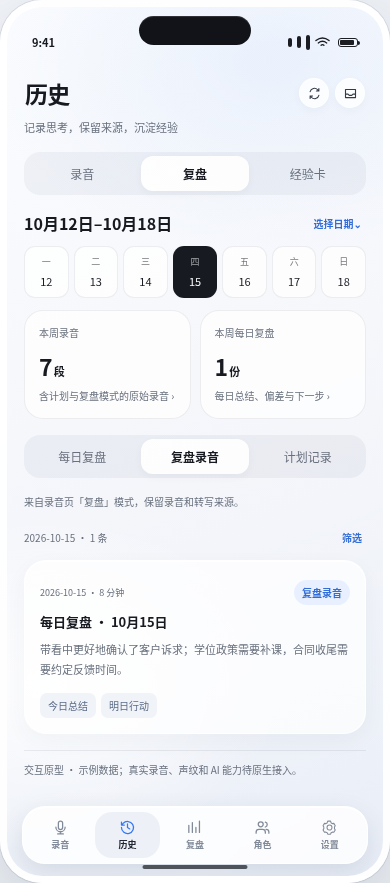 9:41
历史
记录思考，保留来源，沉淀经验
录音 复盘 经验卡
10月12日–10月18日 选择日期⌄
一 二 三 四 五 六 日
12 13 14 15 16 17 18
本周录音 本周每日复盘
7段 1份
含计划与复盘模式的原始录音 › 每日总结、偏差与下一步 ›
每日复盘 复盘录音 计划记录
来自录音页「复盘」模式，保留录音和转写来源。
2026-10-15 · 1 条 筛选
2026-10-15 · 8 分钟 复盘录音
每日复盘 · 10月15日
带看中更好地确认了客户诉求；学位政策需要补课，合同收尾需
要约定反馈时间。
今日总结 明日行动
交互原型 · 示例数据；真实录音、声纹和 AI 能力待原生接入。
录音 历史 复盘 角色 设置